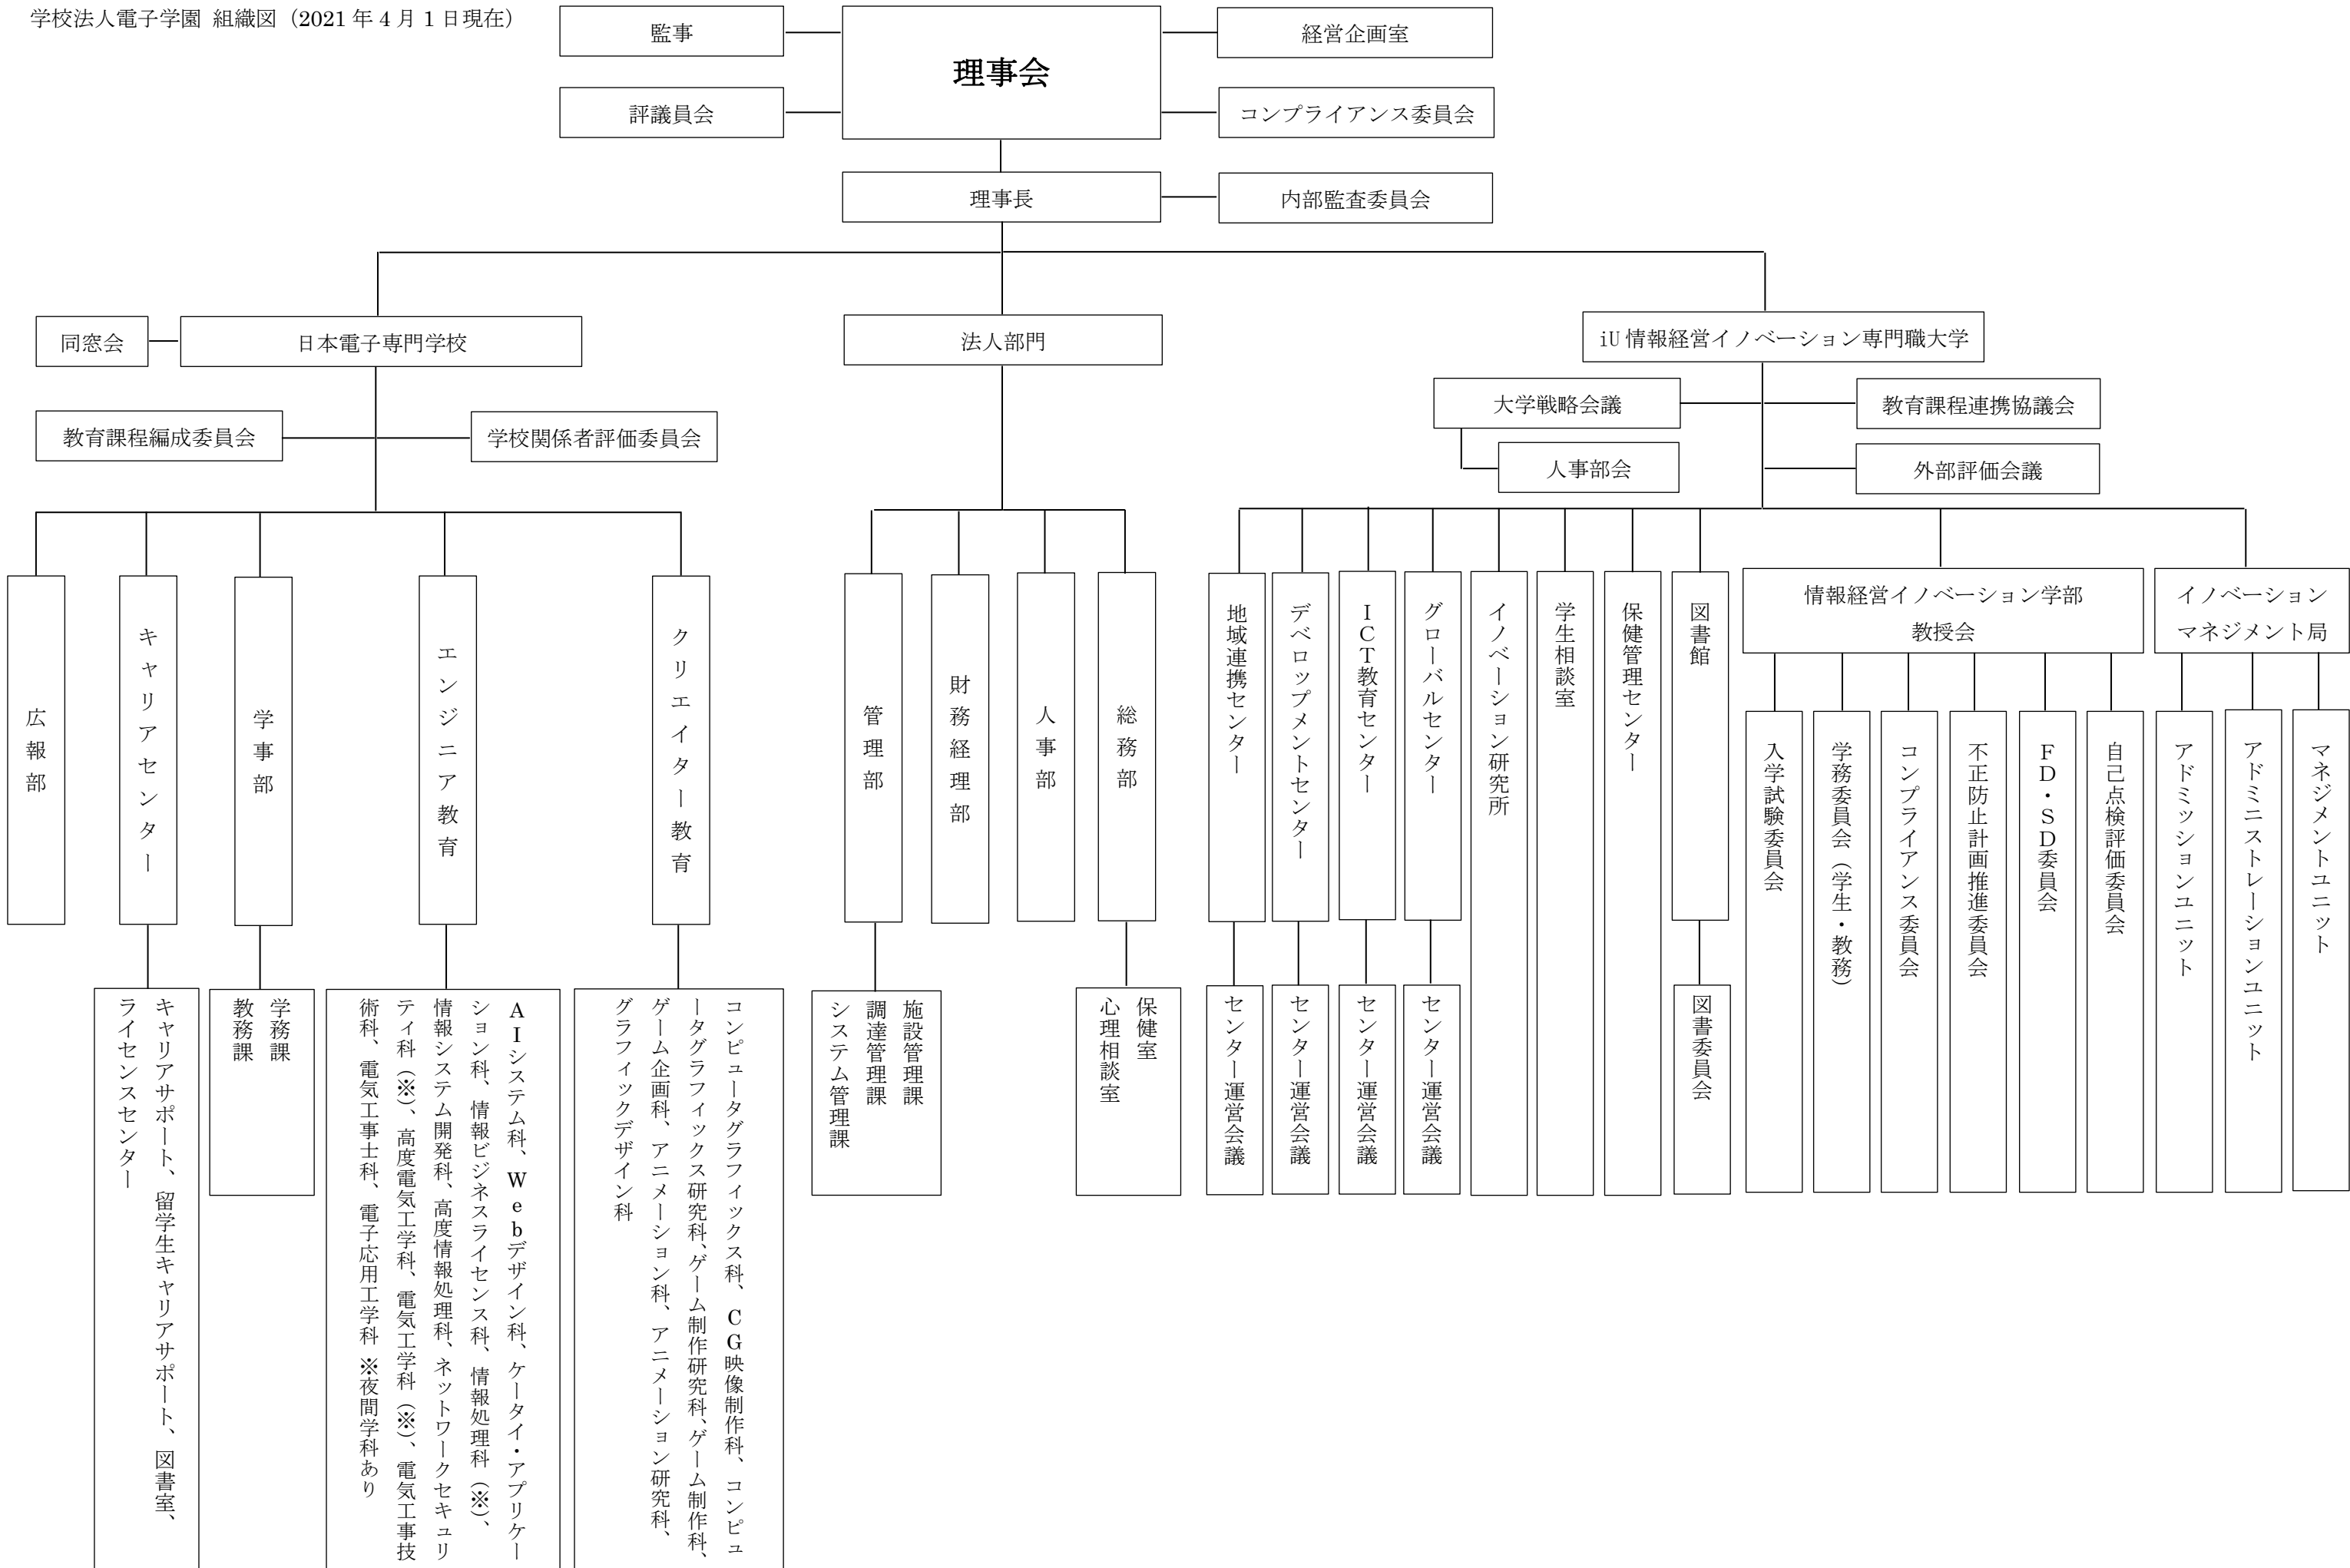 学校法人電子学園 組織図（2021年4月1日現在）
監事
理事会
経営企画室
評議員会
コンプライアンス委員会
理事長
内部監査委員会
同窓会
日本電子専門学校
法人部門
iU 情報経営イノベーション専門職大学
大学戦略会議
教育課程連携協議会
教育課程編成委員会
学校関係者評価委員会
人事部会
外部評価会議
広報部
キャリアセンター
学事部
エンジニア教育
クリエイター教育
管理部
財務経理部
人事部
総務部
地域連携センター
デベロップメントセンター
ICT教育センター
グローバルセンター
イノベーション研究所
学生相談室
保健管理センター
図書館
情報経営イノベーション学部
教授会
イノベーション
マネジメント局
入学試験委員会
学務委員会（学生・教務）
コンプライアンス委員会
不正防止計画推進委員会
FD・SD委員会
自己点検評価委員会
アドミッションユニット
アドミニストレーションユニット
マネジメントユニット
キャリアサポート、留学生キャリアサポート、図書室、
ライセンスセンター
学務課
教務課
AIシステム科、Webデザイン科、ケータイ・アプリケー
ション科、情報ビジネスライセンス科、情報処理科（※）、
情報システム開発科、高度情報処理科、ネットワークセキュリ
ティ科（※）、高度電気工学科、電気工学科（※）、電気工事技
術科、電気工事士科、電子応用工学科 ※夜間学科あり
コンピュータグラフィックス科、CG映像制作科、コンピュ
ータグラフィックス研究科、ゲーム制作研究科、ゲーム制作科、
ゲーム企画科、アニメーション科、アニメーション研究科、
グラフィックデザイン科
施設管理課
調達管理課
システム管理課
保健室
心理相談室
センター運営会議
センター運営会議
センター運営会議
センター運営会議
図書委員会